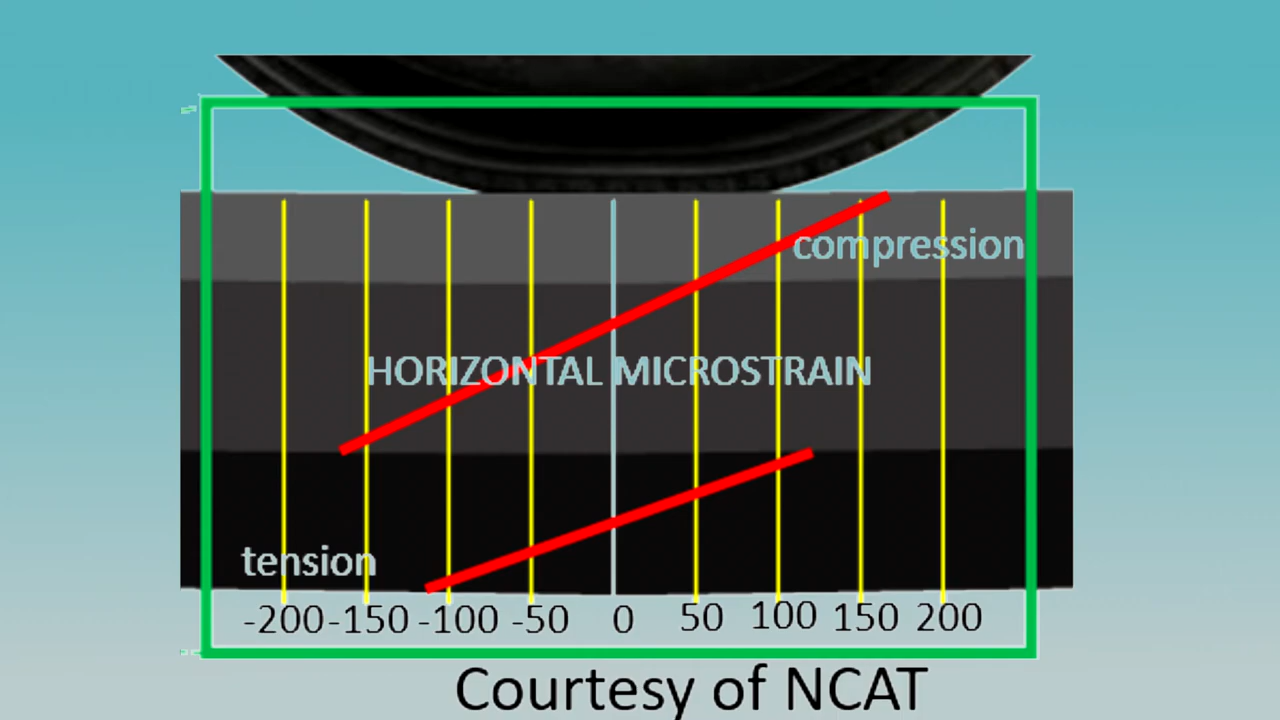 compression
HORIZONTAL MICROSTRAIN
tension
-200 -150 -100 -50 0 50 100 150 200
Courtesy of NCAT